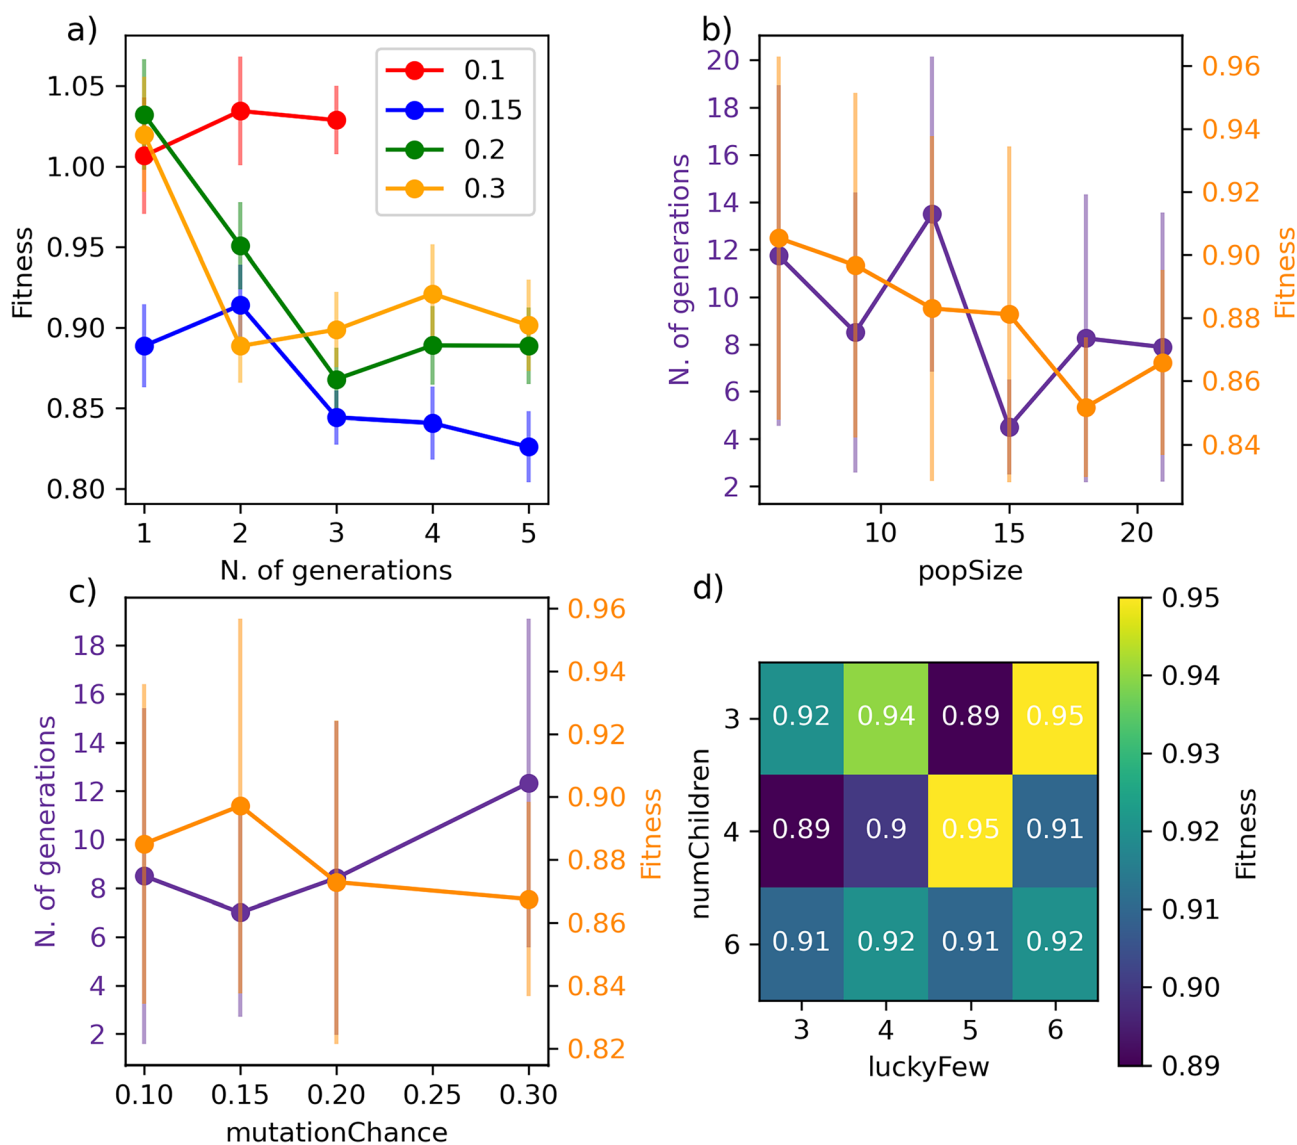 a)
1.05
1.00
0.95
0.90
0.85
0.80
Fitness
0.1
0.15
0.2
0.3
1 2 3 4 5
N. of generations
b)
20
18
16
14
12
10
8
6
4
2
N. of generations
0.96
0.94
0.92
0.90
0.88
0.86
0.84
Fitness
10 15 20
popSize
c)
18
16
14
12
10
8
6
4
2
N. of generations
0.96
0.94
0.92
0.90
0.88
0.86
0.84
0.82
Fitness
0.10 0.15 0.20 0.25 0.30
mutationChance
d)
3
4
6
numChildren
0.92 0.94 0.89 0.95
0.89 0.9 0.95 0.91
0.91 0.92 0.91 0.92
3 4 5 6
luckyFew
0.95
0.94
0.93
0.92
0.91
0.90
0.89
Fitness